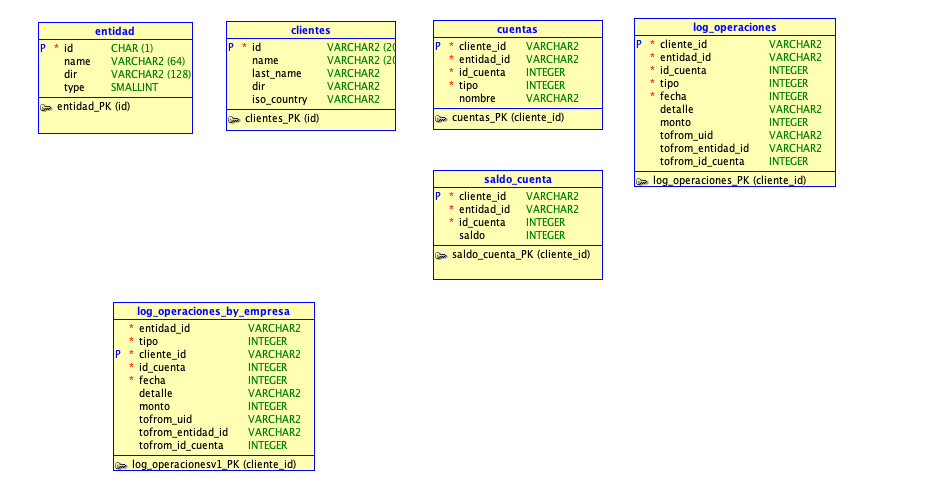 entidad
P * id CHAR (1)
name VARCHAR2 (64)
dir VARCHAR2 (128)
type SMALLINT
entidad_PK (id)
clientes
P * id VARCHAR2 (20
name VARCHAR2 (20
last_name VARCHAR2
dir VARCHAR2
iso_country VARCHAR2
clientes_PK (id)
cuentas
P * cliente_id VARCHAR2
* entidad_id VARCHAR2
* id_cuenta INTEGER
* tipo INTEGER
nombre VARCHAR2
cuentas_PK (cliente_id)
log_operaciones
P * cliente_id VARCHAR2
* entidad_id VARCHAR2
* id_cuenta INTEGER
* tipo INTEGER
* fecha INTEGER
detalle VARCHAR2
monto INTEGER
tofrom_uid VARCHAR2
tofrom_entidad_id VARCHAR2
tofrom_id_cuenta INTEGER
log_operaciones_PK (cliente_id)
saldo_cuenta
P * cliente_id VARCHAR2
* entidad_id VARCHAR2
* id_cuenta INTEGER
saldo INTEGER
saldo_cuenta_PK (cliente_id)
log_operaciones_by_empresa
* entidad_id VARCHAR2
* tipo INTEGER
P * cliente_id VARCHAR2
* id_cuenta INTEGER
* fecha INTEGER
detalle VARCHAR2
monto INTEGER
tofrom_uid VARCHAR2
tofrom_entidad_id VARCHAR2
tofrom_id_cuenta INTEGER
log_operacionesv1_PK (cliente_id)